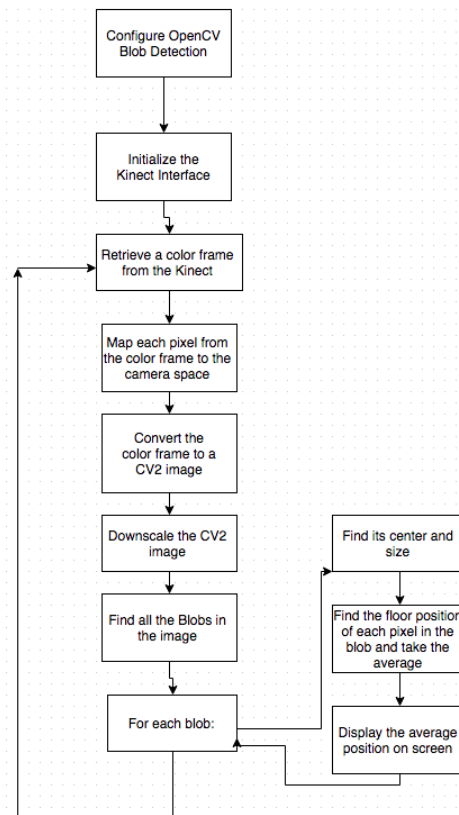 Configure OpenCV
Blob Detection
Initialize the
Kinect Interface
Retrieve a color frame
from the Kinect
Map each pixel from
the color frame to the
camera space
Convert the
color frame to a
CV2 image
Downscale the CV2
image
Find all the Blobs in
the image
For each blob:
Find its center and
size
Find the floor position
of each pixel in the
blob and take the
average
Display the average
position on screen